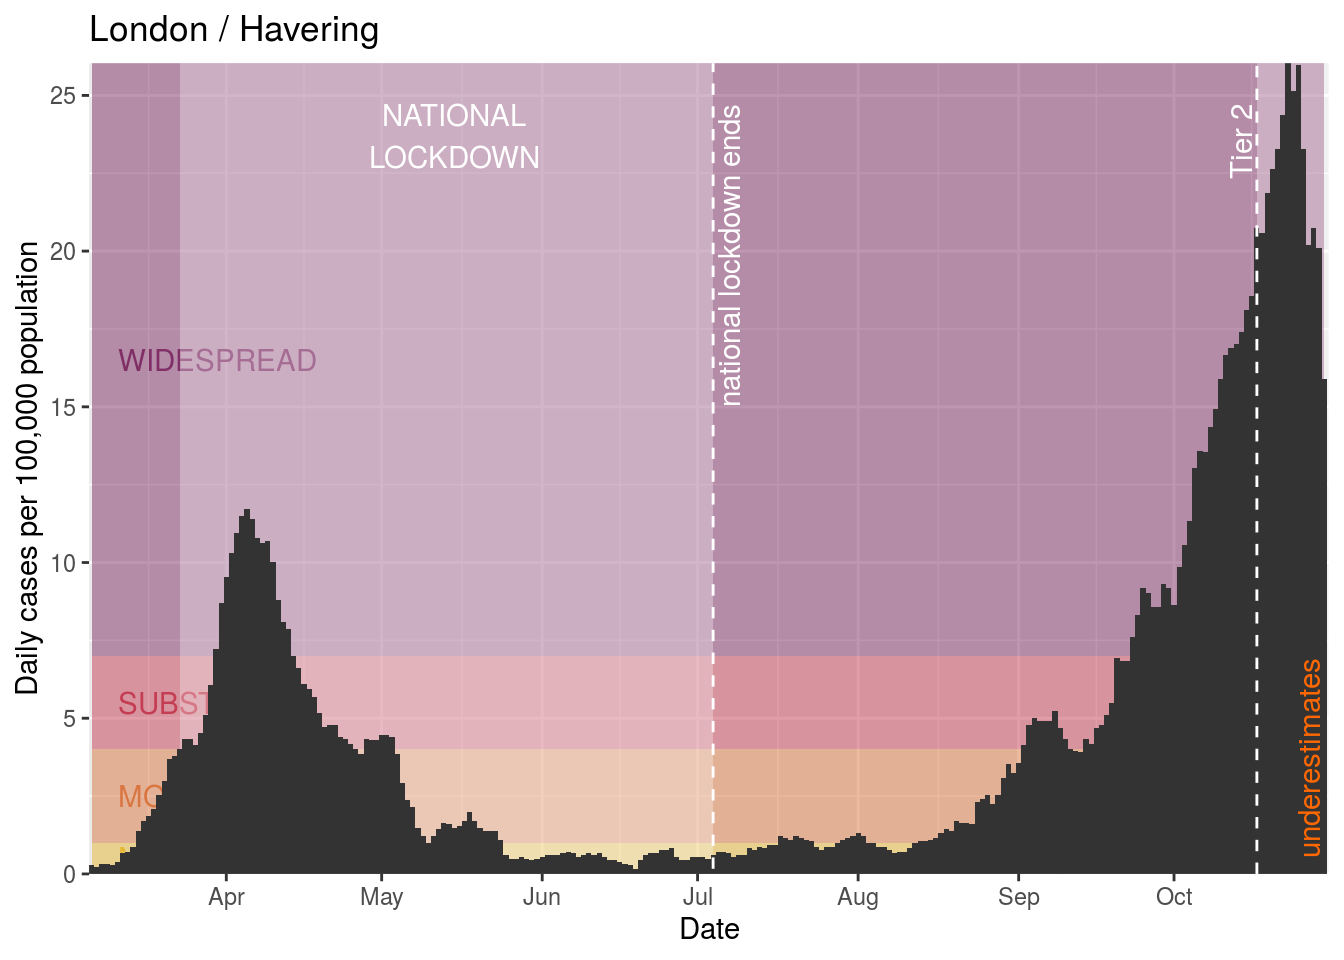 London / Havering
NATIONAL
LOCKDOWN
national lockdown ends
Tier 2
WIDESPREAD
SUBST
MO
underestimates
Daily cases per 100,000 population
25
20
15
10
5
0
Apr
May
Jun
Jul
Aug
Sep
Oct
Date